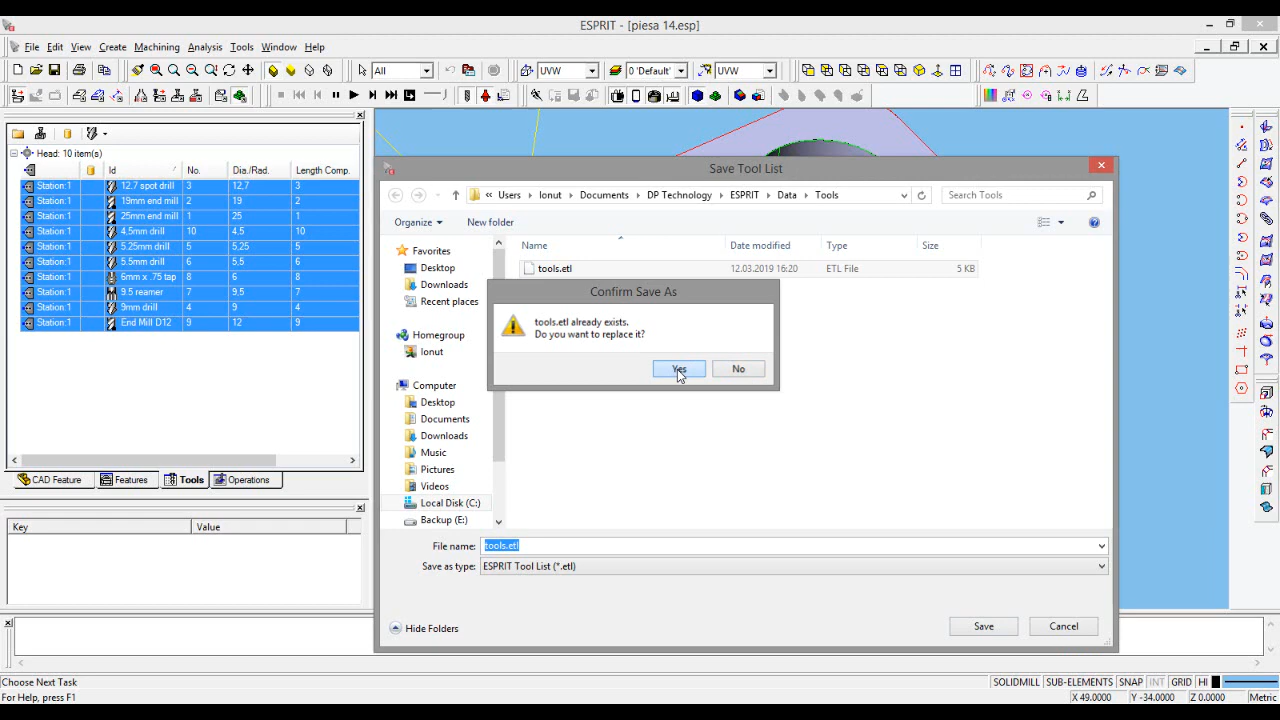 ESPRIT - [piesa 14.esp]
File Edit View Create Machining Analysis Tools Window Help
All UVW 0 'Default' UVW
Head: 10 item(s)
Id No. Dia./Rad. Length Comp.
Station:1 12.7 spot drill 3 12,7 3
Station:1 19mm end mill 2 19 2
Station:1 25mm end mill 1 25 1
Station:1 4,5mm drill 10 4,5 10
Station:1 5.25mm drill 5 5,25 5
Station:1 5.5mm drill 6 5,5 6
Station:1 6mm x .75 tap 8 6 8
Station:1 9.5 reamer 7 9,5 7
Station:1 9mm drill 4 9 4
Station:1 End Mill D12 9 12 9
CAD Feature Features Tools Operations
Key Value
Save Tool List
« Users Ionut Documents DP Technology ESPRIT Data Tools
Search Tools
Organize New folder
Favorites
Desktop
Downloads
Recent places
Homegroup
Ionut
Computer
Desktop
Documents
Downloads
Music
Pictures
Videos
Local Disk (C:)
Backup (E:)
Name Date modified Type Size
tools.etl 12.03.2019 16:20 ETL File 5 KB
Confirm Save As
tools.etl already exists.
Do you want to replace it?
Yes No
File name: tools.etl
Save as type: ESPRIT Tool List (*.etl)
Hide Folders Save Cancel
Choose Next Task SOLIDMILL SUB-ELEMENTS SNAP INT GRID HI
For Help, press F1 X 49.0000 Y -34.0000 Z 0.0000 Metric